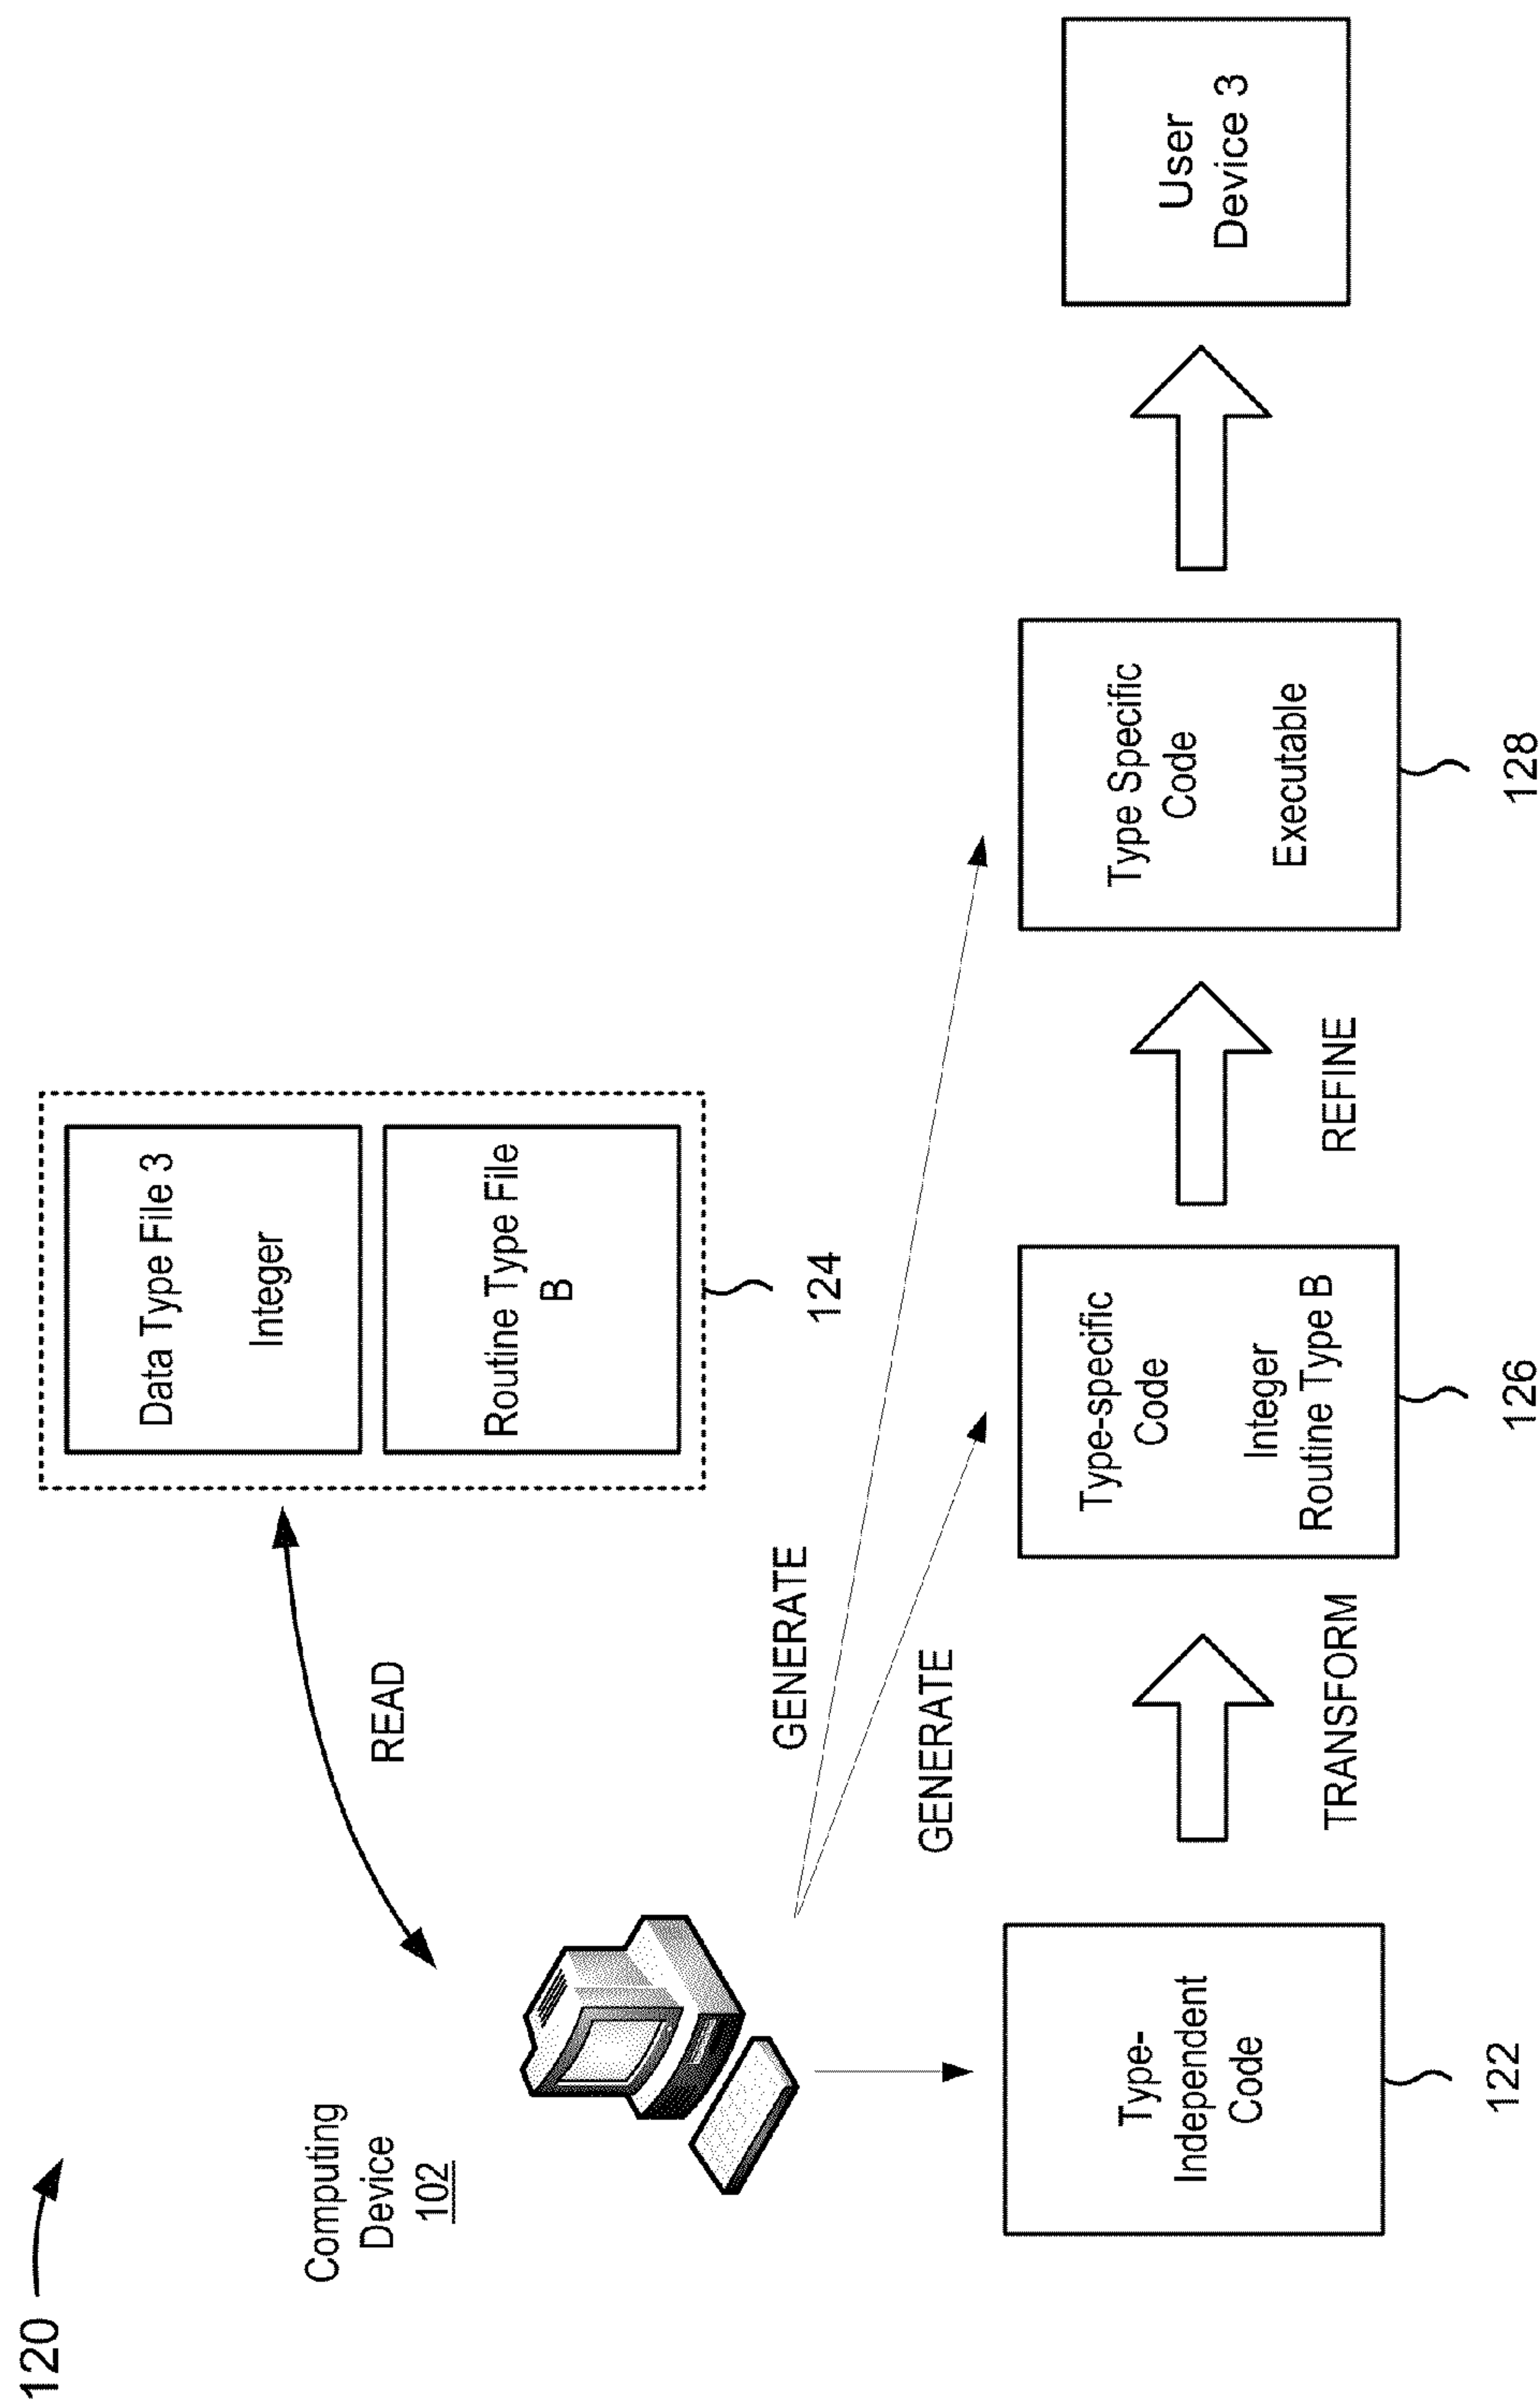 120
Computing
Device
102
READ
Data Type File 3
Integer
Routine Type File
B
124
GENERATE
GENERATE
Type-
Independent
Code
122
TRANSFORM
Type-specific
Code
Integer
Routine Type B
126
REFINE
Type Specific
Code
Executable
128
User
Device 3